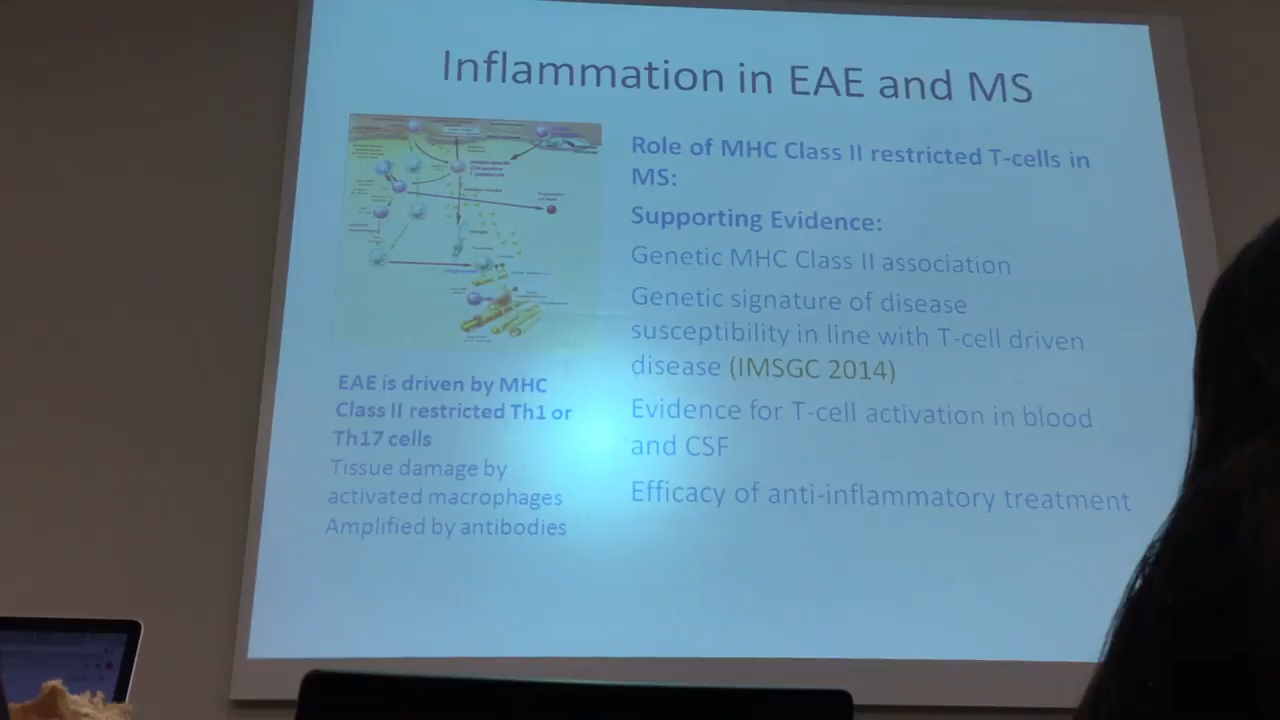 Inflammation in EAE and MS
EAE is driven by MHC
Class II restricted Th1 or
Th17 cells
Tissue damage by
activated macrophages
Amplified by antibodies
Role of MHC Class II restricted T-cells in
MS:
Supporting Evidence:
Genetic MHC Class II association
Genetic signature of disease
susceptibility in line with T-cell driven
disease (IMSGC 2014)
Evidence for T-cell activation in blood
and CSF
Efficacy of anti-inflammatory treatment